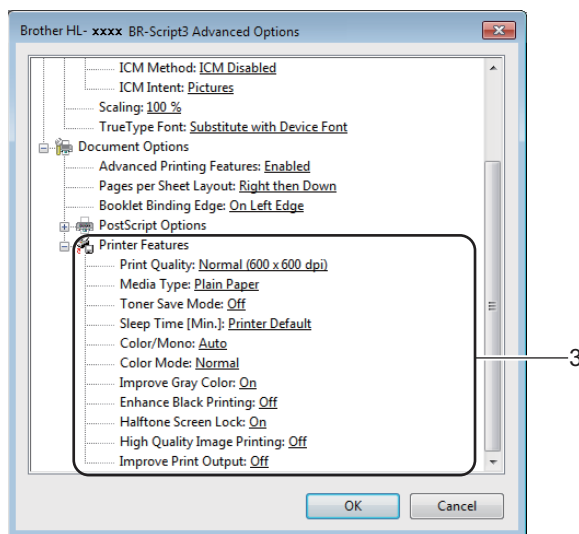 Brother HL- xxxx BR-Script3 Advanced Options
ICM Method: ICM Disabled
ICM Intent: Pictures
Scaling: 100 %
TrueType Font: Substitute with Device Font
Document Options
Advanced Printing Features: Enabled
Pages per Sheet Layout: Right then Down
Booklet Binding Edge: On Left Edge
PostScript Options
Printer Features
Print Quality: Normal (600 x 600 dpi)
Media Type: Plain Paper
Toner Save Mode: Off
Sleep Time [Min.]: Printer Default
Color/Mono: Auto
Color Mode: Normal
Improve Gray Color: On
Enhance Black Printing: Off
Halftone Screen Lock: On
High Quality Image Printing: Off
Improve Print Output: Off
3
OK Cancel